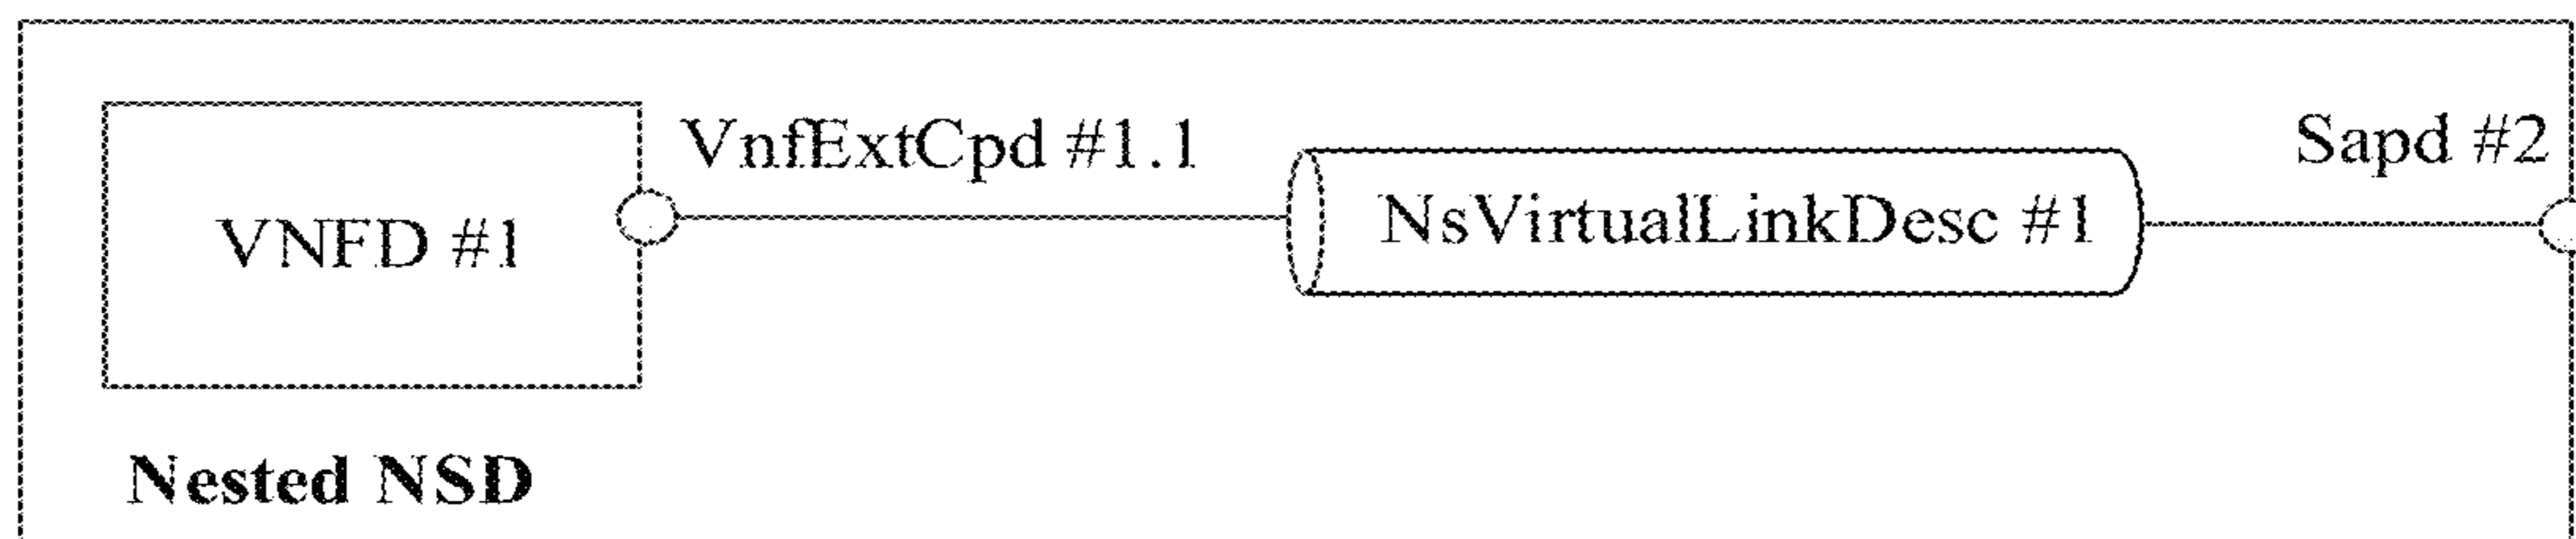 VNFD #1
VnfExtCpd #1.1
NsVirtualLinkDesc #1
Sapd #2
Nested NSD